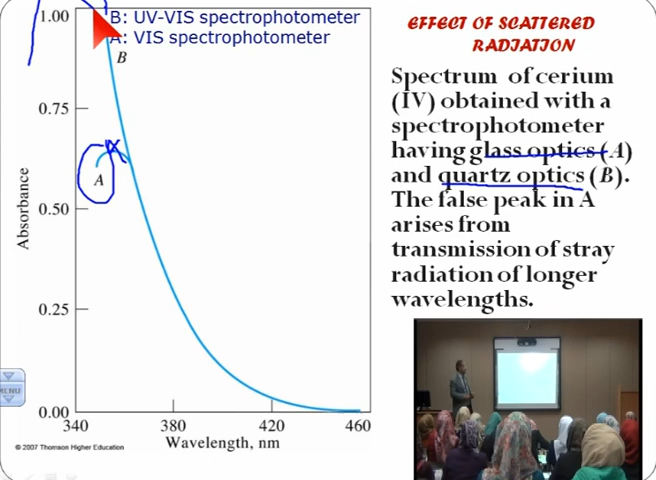 1.00
B: UV-VIS spectrophotometer
A: VIS spectrophotometer
B
0.75
A
0.50
Absorbance
0.25
0.00
340
380
420
460
Wavelength, nm
© 2007 Thomson Higher Education
MENU
EFFECT OF SCATTERED
RADIATION
Spectrum of cerium
(IV) obtained with a
spectrophotometer
having glass optics (A)
and quartz optics (B).
The false peak in A
arises from
transmission of stray
radiation of longer
wavelengths.